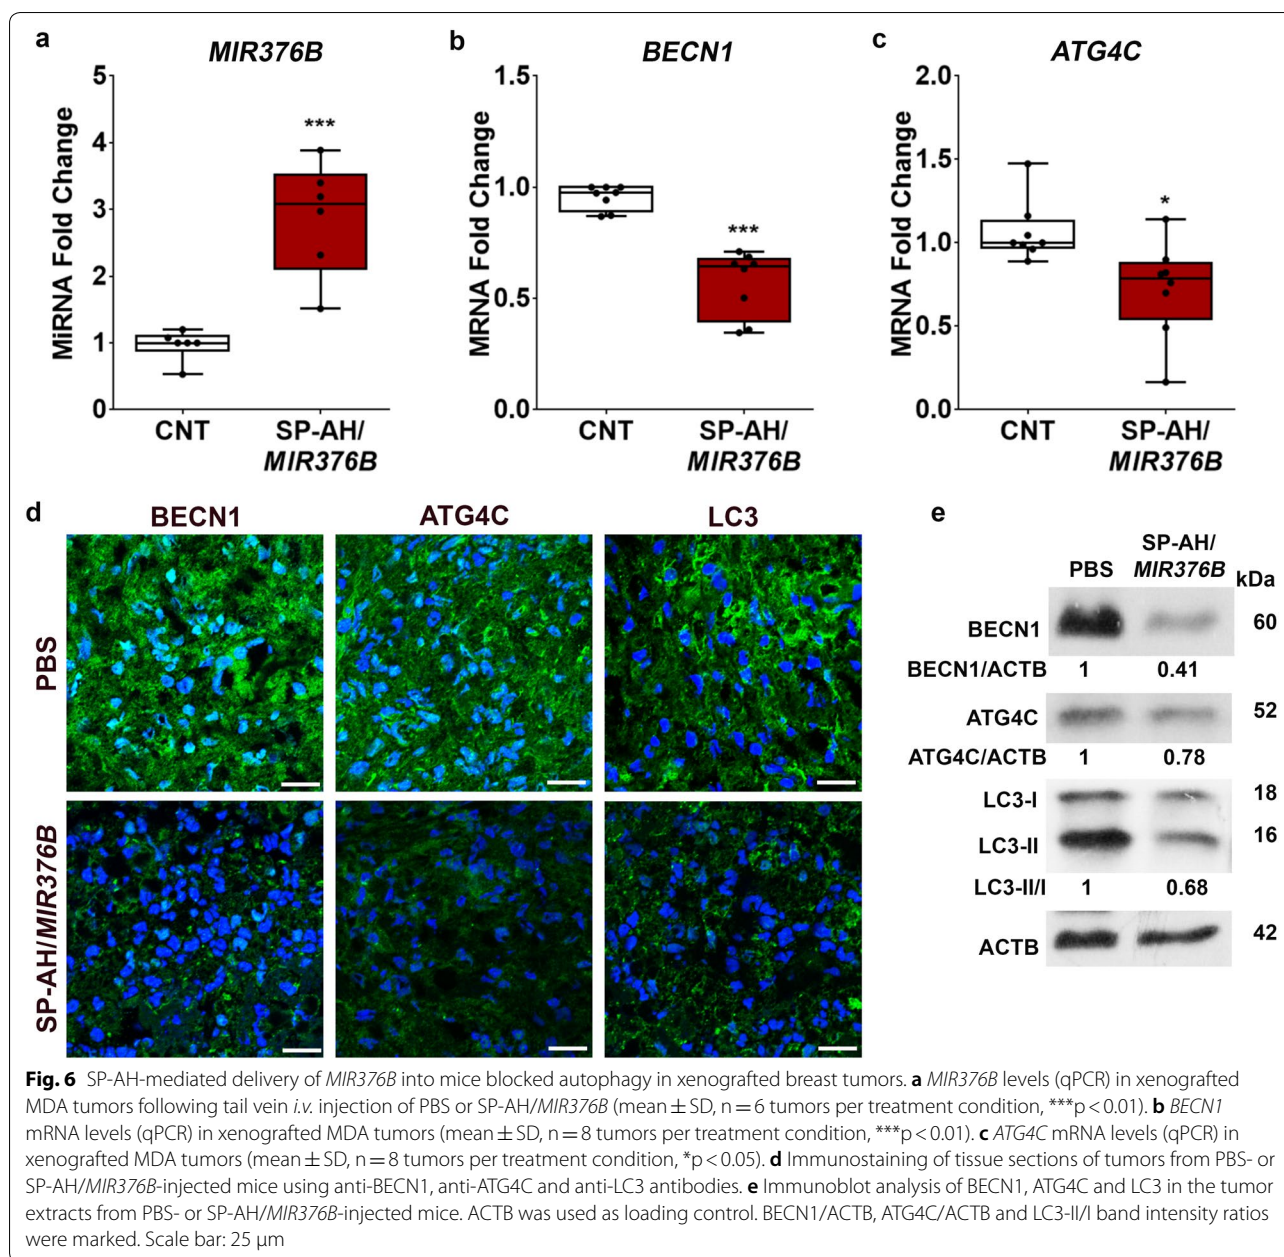 a
MIR376B
MiRNA Fold Change
5
4
3
2
1
0
***
CNT
SP-AH/
MIR376B
b
BECN1
MRNA Fold Change
1.5
1.0
0.5
0.0
***
CNT
SP-AH/
MIR376B
c
ATG4C
MRNA Fold Change
2.0
1.5
1.0
0.5
0.0
*
CNT
SP-AH/
MIR376B
d
BECN1
ATG4C
LC3
PBS
SP-AH/MIR376B
e
PBS
SP-AH/
MIR376B
kDa
BECN1
60
BECN1/ACTB 1 0.41
ATG4C
52
ATG4C/ACTB 1 0.78
LC3-I
18
LC3-II
16
LC3-II/I 1 0.68
ACTB
42
Fig. 6 SP-AH-mediated delivery of MIR376B into mice blocked autophagy in xenografted breast tumors. a MIR376B levels (qPCR) in xenografted
MDA tumors following tail vein i.v. injection of PBS or SP-AH/MIR376B (mean ± SD, n = 6 tumors per treatment condition, ***p < 0.01). b BECN1
mRNA levels (qPCR) in xenografted MDA tumors (mean ± SD, n = 8 tumors per treatment condition, ***p < 0.01). c ATG4C mRNA levels (qPCR) in
xenografted MDA tumors (mean ± SD, n = 8 tumors per treatment condition, *p < 0.05). d Immunostaining of tissue sections of tumors from PBS- or
SP-AH/MIR376B-injected mice using anti-BECN1, anti-ATG4C and anti-LC3 antibodies. e Immunoblot analysis of BECN1, ATG4C and LC3 in the tumor
extracts from PBS- or SP-AH/MIR376B-injected mice. ACTB was used as loading control. BECN1/ACTB, ATG4C/ACTB and LC3-II/I band intensity ratios
were marked. Scale bar: 25 μm